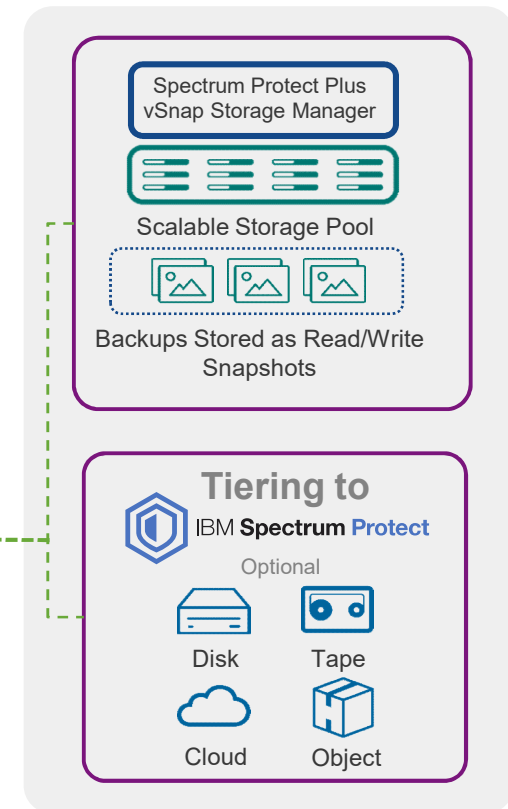 Spectrum Protect Plus
vSnap Storage Manager
Scalable Storage Pool
Backups Stored as Read/Write
Snapshots
Tiering to
IBM Spectrum Protect
Optional
Disk
Tape
Cloud
Object